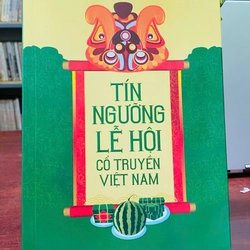 TÍN
NGƯỠNG
LỄ HỘI
CỔ TRUYỀN
VIỆT NAM